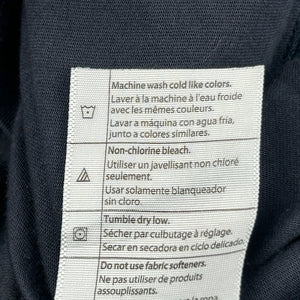 Machine wash cold like colors.
Laver à la machine à l'eau froide
avec les mêmes couleurs.
Lavar a máquina con agua fria,
junto a colores similares.
Non-chlorine bleach.
Utiliser un javellisant non chloré
seulement.
Usar solamente blanqueador
sin cloro.
Tumble dry low.
Sécher par culbutage à réglage.
Secar en secadora en ciclo delicado.
Do not use fabric softeners.
Ne pas utiliser de produits
assouplissants.